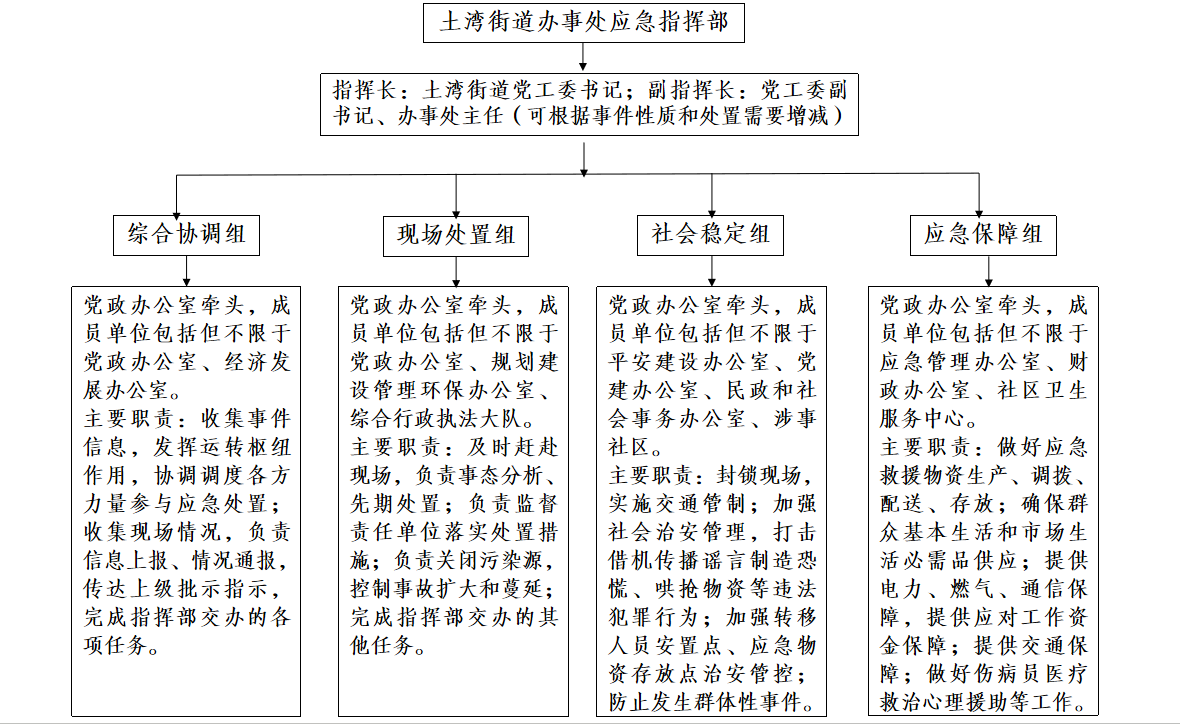 土湾街道办事处应急指挥部
指挥长：土湾街道党工委书记；副指挥长：党工委副
书记、办事处主任（可根据事件性质和处置需要增减）
综合协调组
现场处置组
社会稳定组
应急保障组
党政办公室牵头，成
员单位包括但不限于
党政办公室、经济发
展办公室。
主要职责：收集事件
信息，发挥运转枢纽
作用，协调调度各方
力量参与应急处置；
收集现场情况，负责
信息上报、情况通报，
传达上级批示指示，
完成指挥部交办的各
项任务。
党政办公室牵头，成
员单位包括但不限于
党政办公室、规划建
设管理环保办公室、
综合行政执法大队。
主要职责：及时赶赴
现场，负责事态分析、
先期处置；负责监督
责任单位落实处置措
施；负责关闭污染源，
控制事故扩大和蔓延；
完成指挥部交办的其
他任务。
党政办公室牵头，成
员单位包括但不限于
平安建设办公室、党
建办公室、民政和社
会事务办公室、涉事
社区。
主要职责：封锁现场，
实施交通管制；加强
社会治安管理，打击
借机传播谣言制造恐
慌、哄抢物资等违法
犯罪行为；加强转移
人员安置点、应急物
资存放点治安管控；
防止发生群体性事件。
党政办公室牵头，成
员单位包括但不限于
应急管理办公室、财
政办公室、社区卫生
服务中心。
主要职责：做好应急
救援物资生产、调拨、
配送、存放；确保群
众基本生活和市场生
活必需品供应；提供
电力、燃气、通信保
障，提供应对工作资
金保障；提供交通保
障；做好伤病员医疗
救治心理援助等工作。